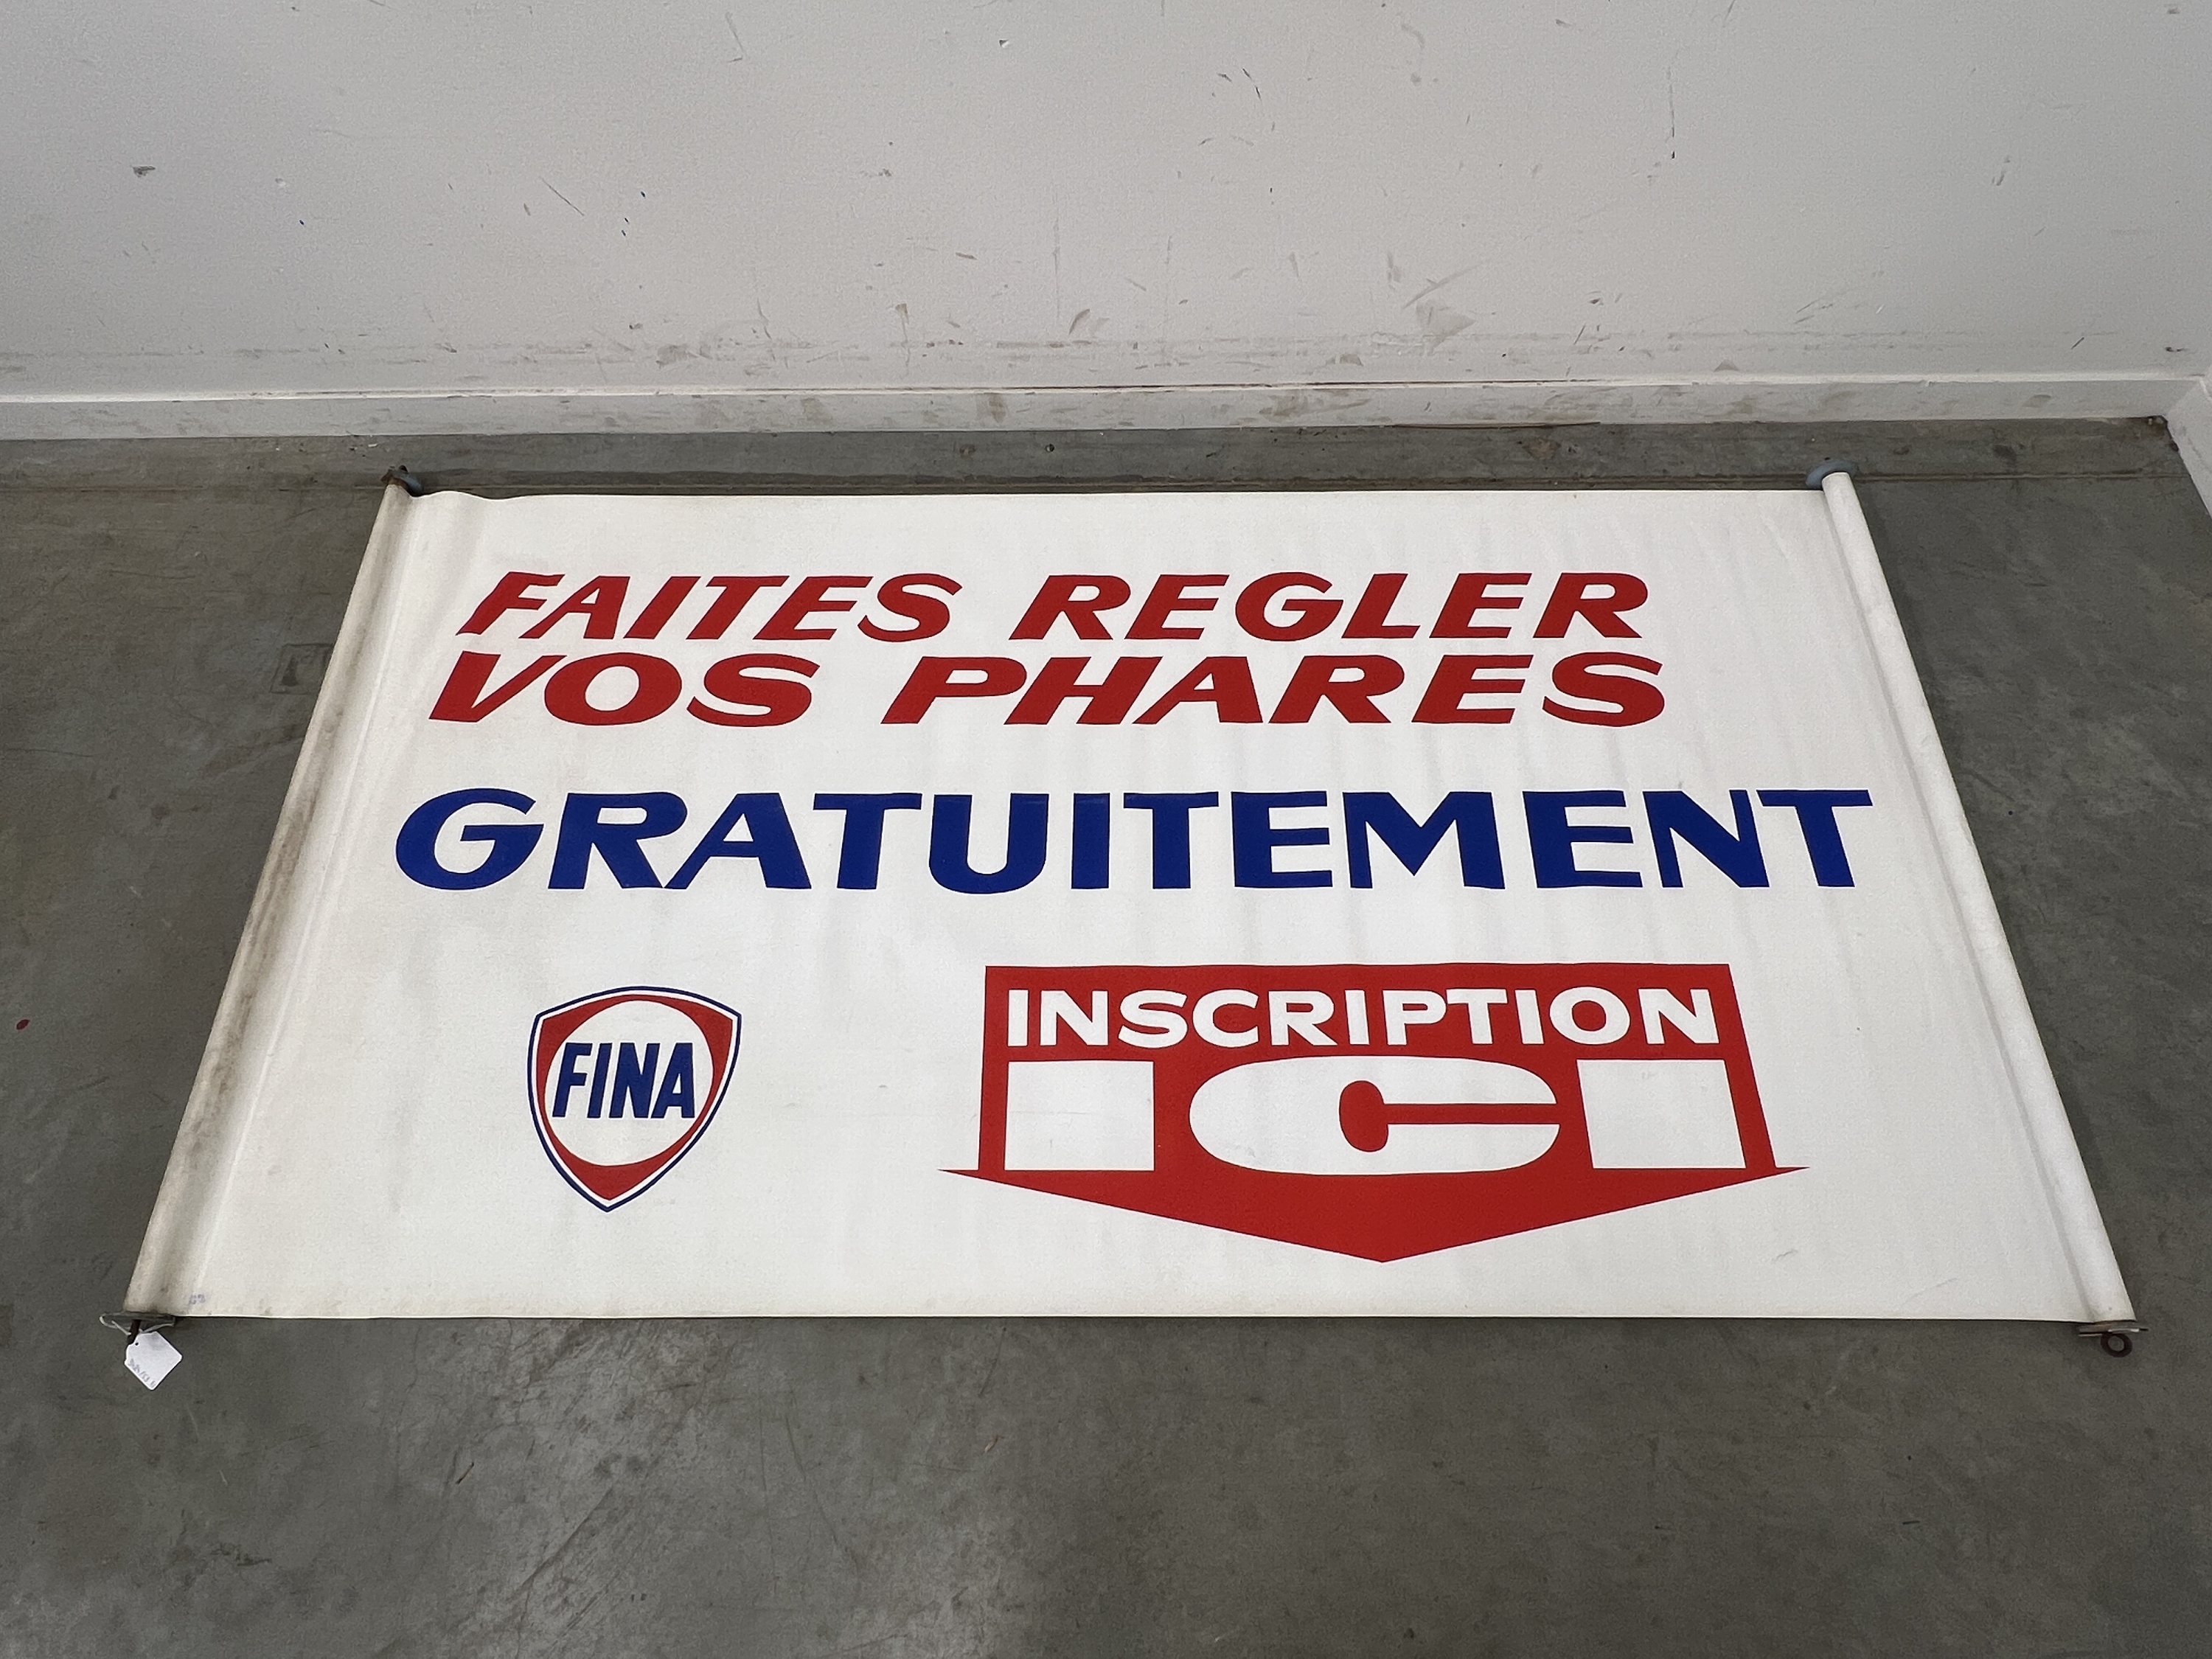 FAITES REGLER
VOS PHARES
GRATUITEMENT
FINA
INSCRIPTION
ici